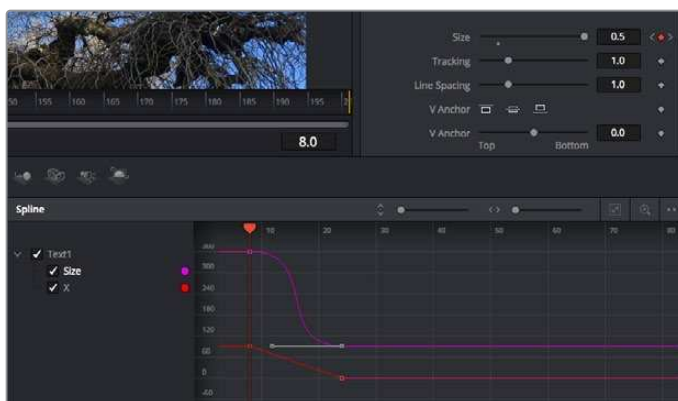 Size 0.5
Tracking 1.0
Line Spacing 1.0
V Anchor
V Anchor 0.0
Top Bottom
155 160 165 170 175 180 185 190 195
8.0
Spline
10 20 30 40 50 60 70 80
Text1
Size
X
300
240
180
120
60
0
-60